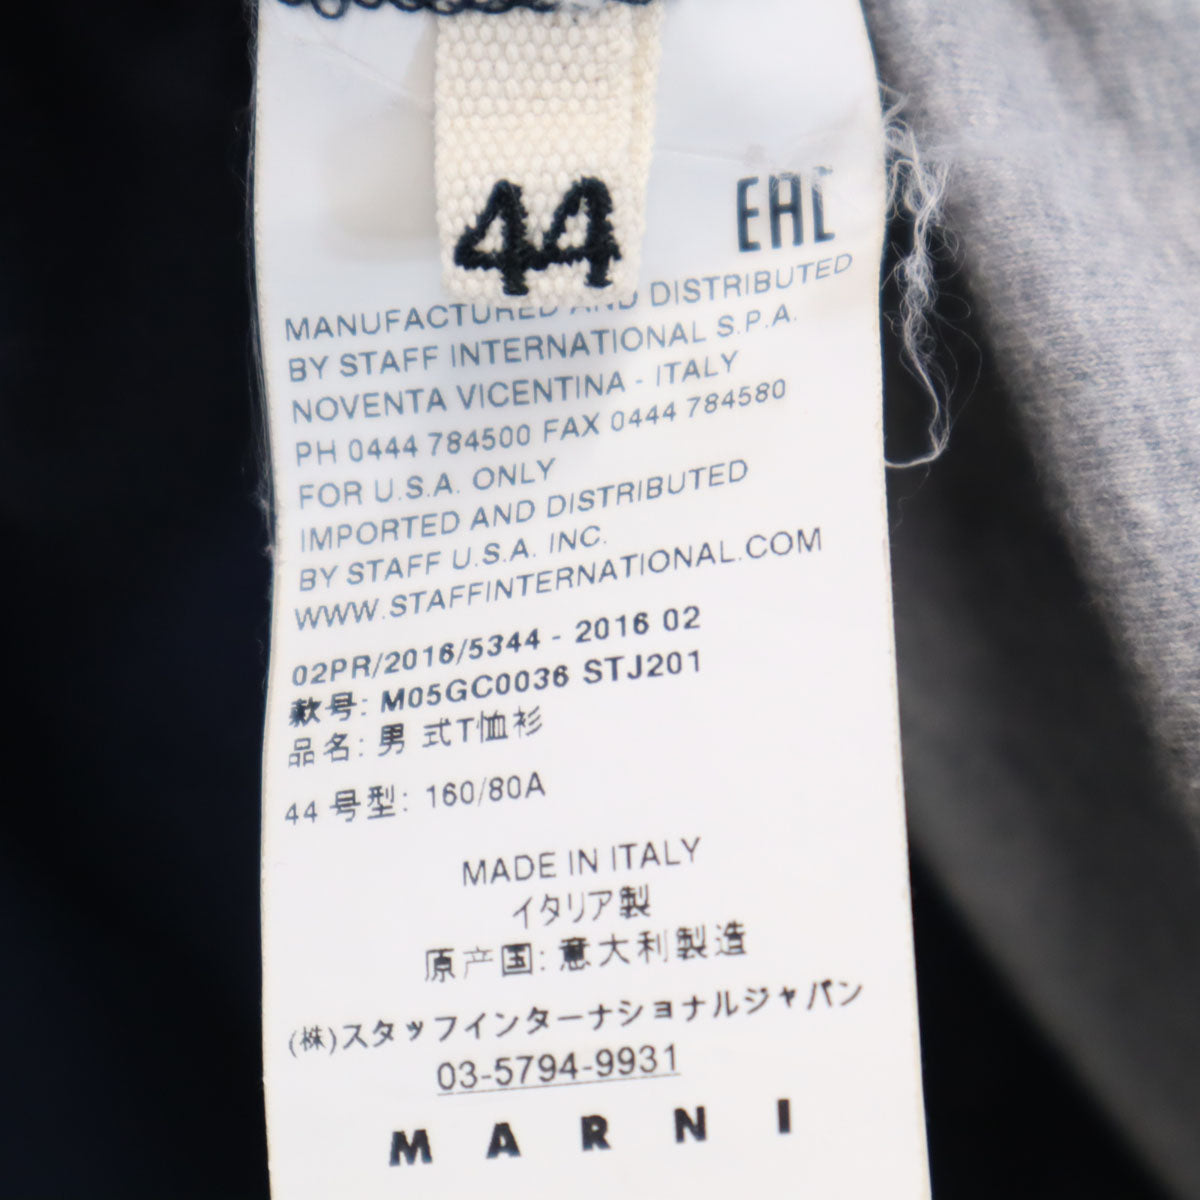 44
EAC
MANUFACTURED AND DISTRIBUTED
BY STAFF INTERNATIONAL S.P.A.
NOVENTA VICENTINA - ITALY
PH 0444 784500 FAX 0444 784580
FOR U.S.A. ONLY
IMPORTED AND DISTRIBUTED
BY STAFF U.S.A. INC.
WWW.STAFFINTERNATIONAL.COM
02PR/2016/5344 - 2016 02
款号: M05GC0036 STJ201
品名: 男 式T恤衫
44 号型: 160/80A
MADE IN ITALY
イタリア製
原产国: 意大利製造
(株)スタッフインターナショナルジャパン
03-5794-9931
MARNI